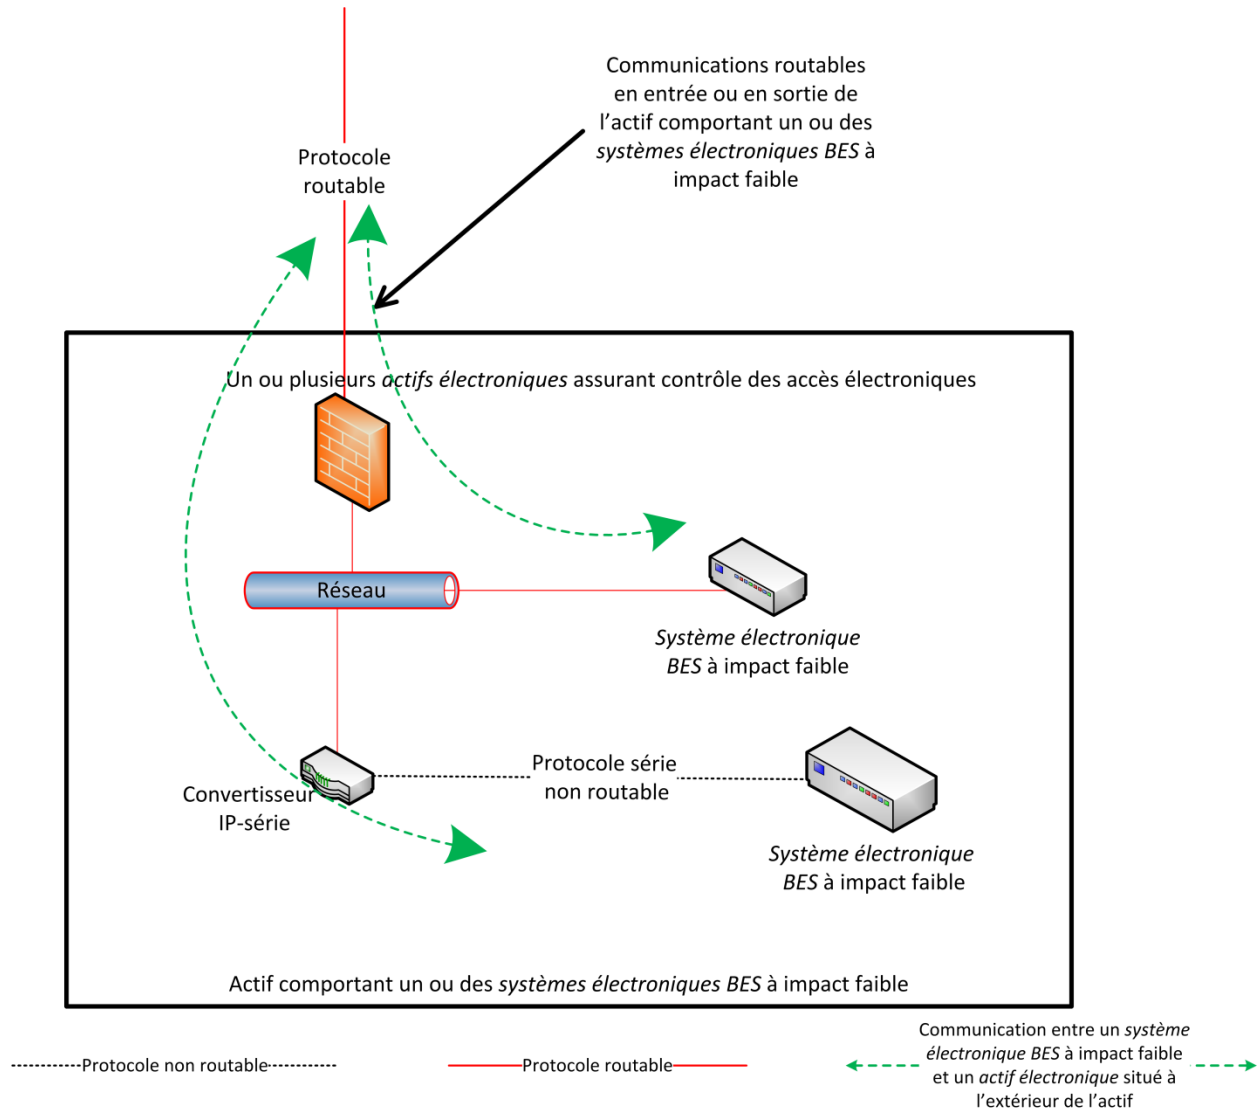 Communications routables
en entrée ou en sortie de
l'actif comportant un ou des
systèmes électroniques BES à
impact faible
Protocole
routable
Un ou plusieurs actifs électroniques assurant contrôle des accès électroniques
Réseau
Système électronique
BES à impact faible
Protocole série
non routable
Convertisseur
IP-série
Système électronique
BES à impact faible
Actif comportant un ou des systèmes électroniques BES à impact faible
Protocole non routable
Protocole routable
Communication entre un système
électronique BES à impact faible
et un actif électronique situé à
l'extérieur de l'actif